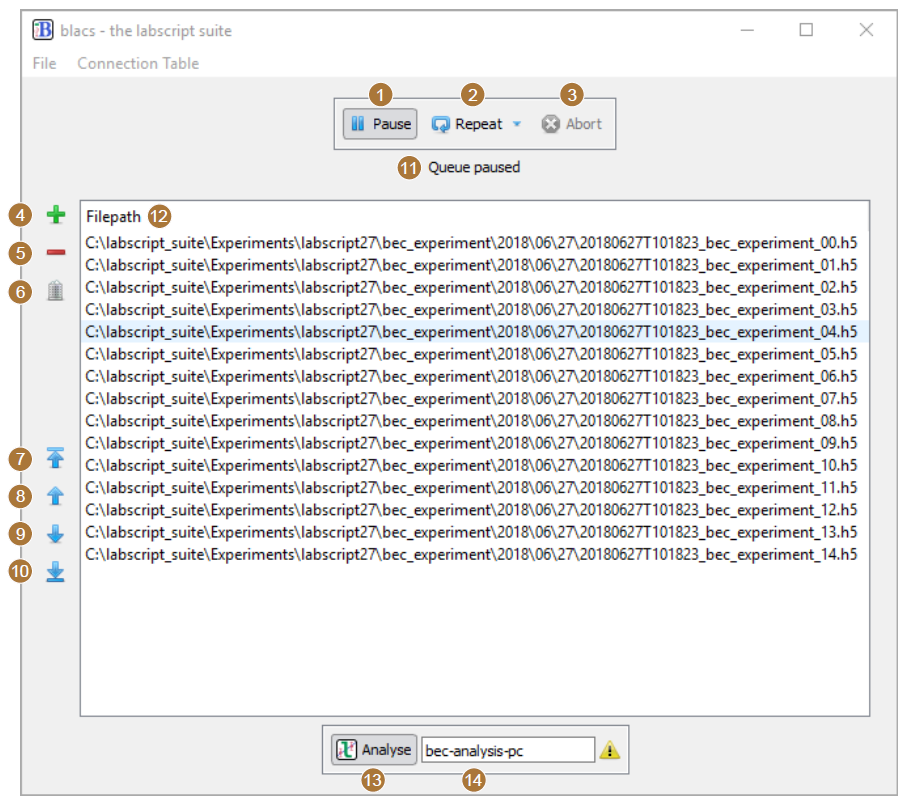 blacs - the labscript suite
File Connection Table
1 2 3
Pause Repeat Abort
11 Queue paused
4
5
6
7
8
9
10
Filepath 12
C:\labscript_suite\Experiments\labscript27\bec_experiment\2018\06\27\20180627T101823_bec_experiment_00.h5
C:\labscript_suite\Experiments\labscript27\bec_experiment\2018\06\27\20180627T101823_bec_experiment_01.h5
C:\labscript_suite\Experiments\labscript27\bec_experiment\2018\06\27\20180627T101823_bec_experiment_02.h5
C:\labscript_suite\Experiments\labscript27\bec_experiment\2018\06\27\20180627T101823_bec_experiment_03.h5
C:\labscript_suite\Experiments\labscript27\bec_experiment\2018\06\27\20180627T101823_bec_experiment_04.h5
C:\labscript_suite\Experiments\labscript27\bec_experiment\2018\06\27\20180627T101823_bec_experiment_05.h5
C:\labscript_suite\Experiments\labscript27\bec_experiment\2018\06\27\20180627T101823_bec_experiment_06.h5
C:\labscript_suite\Experiments\labscript27\bec_experiment\2018\06\27\20180627T101823_bec_experiment_07.h5
C:\labscript_suite\Experiments\labscript27\bec_experiment\2018\06\27\20180627T101823_bec_experiment_08.h5
C:\labscript_suite\Experiments\labscript27\bec_experiment\2018\06\27\20180627T101823_bec_experiment_09.h5
C:\labscript_suite\Experiments\labscript27\bec_experiment\2018\06\27\20180627T101823_bec_experiment_10.h5
C:\labscript_suite\Experiments\labscript27\bec_experiment\2018\06\27\20180627T101823_bec_experiment_11.h5
C:\labscript_suite\Experiments\labscript27\bec_experiment\2018\06\27\20180627T101823_bec_experiment_12.h5
C:\labscript_suite\Experiments\labscript27\bec_experiment\2018\06\27\20180627T101823_bec_experiment_13.h5
C:\labscript_suite\Experiments\labscript27\bec_experiment\2018\06\27\20180627T101823_bec_experiment_14.h5
Analyse bec-analysis-pc
13 14